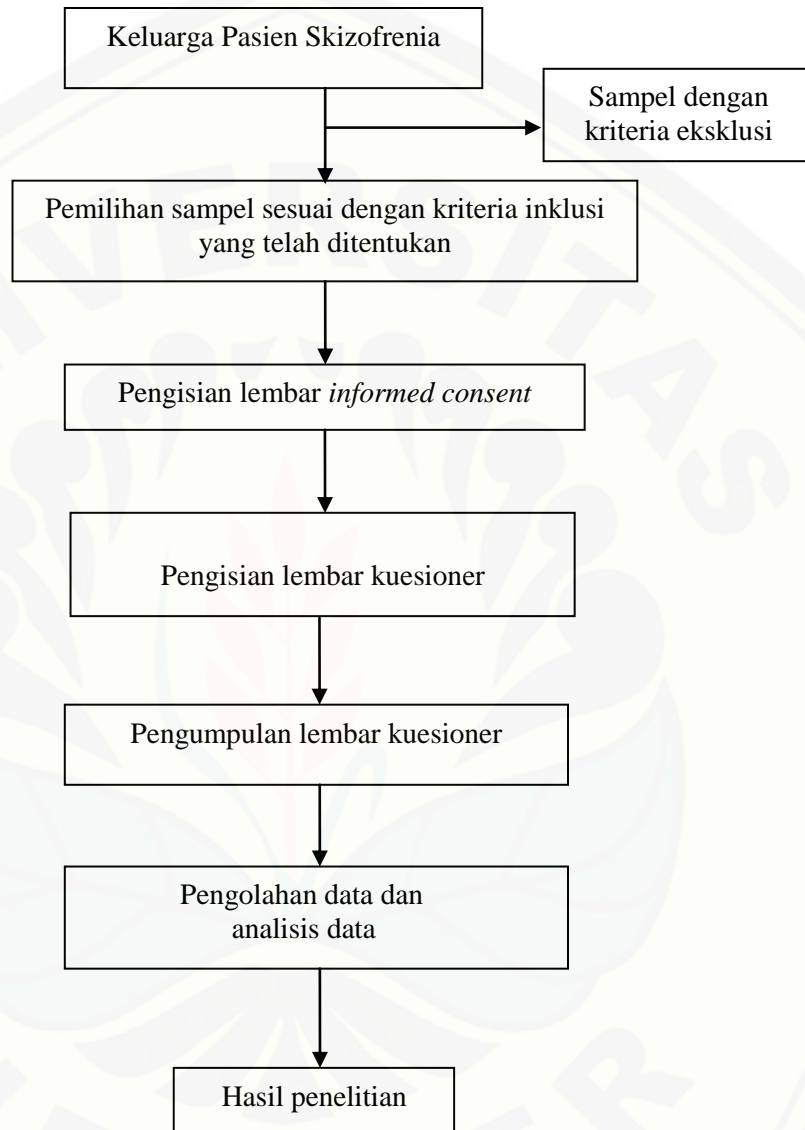 Keluarga Pasien Skizofrenia
Sampel dengan
kriteria eksklusi
Pemilihan sampel sesuai dengan kriteria inklusi
yang telah ditentukan
Pengisian lembar informed consent
Pengisian lembar kuesioner
Pengumpulan lembar kuesioner
Pengolahan data dan
analisis data
Hasil penelitian
UNIVERSITAS